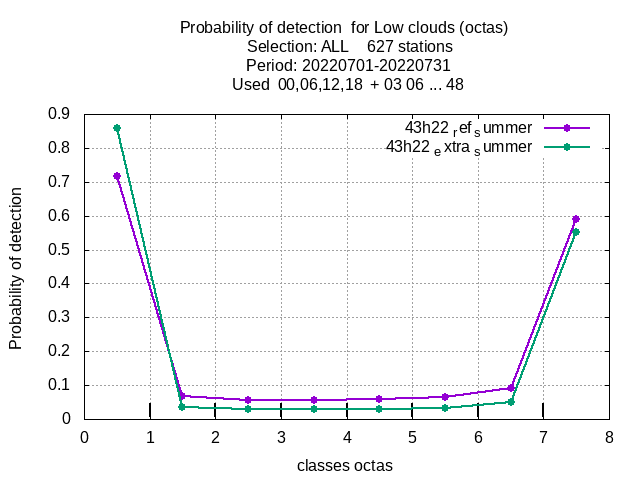 Probability of detection  for Low clouds (octas)
Selection: ALL    627 stations
Period: 20220701-20220731
Used  00,06,12,18  + 03 06 ... 48
43h22 ref summer
43h22 extra summer
Probability of detection
0.9
0.8
0.7
0.6
0.5
0.4
0.3
0.2
0.1
0
0 1 2 3 4 5 6 7 8
classes octas